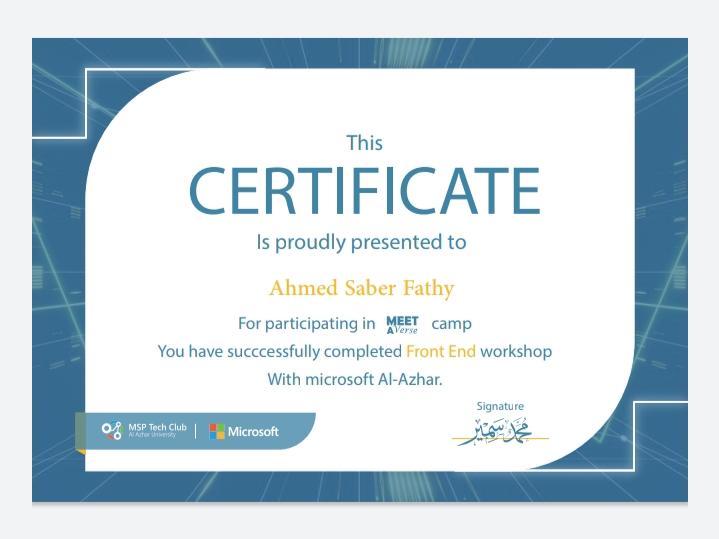 This
CERTIFICATE
Is proudly presented to
Ahmed Saber Fathy
For participating in MEET AVerse camp
You have succcessfully completed Front End workshop
With microsoft Al-Azhar.
Signature
محمد سمير
MSP Tech Club
Al Azhar University
Microsoft